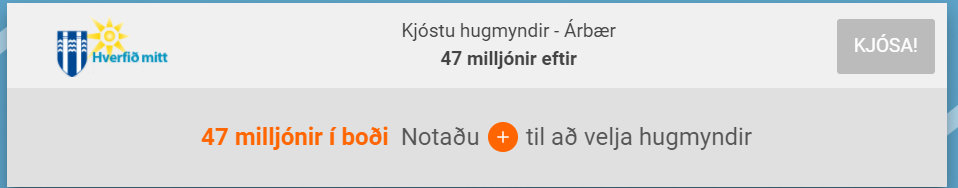 Hverfið mitt
Kjóstu hugmyndir - Árbær
47 milljónir eftir
KJÓSA!
47 milljónir í boði Notaðu + til að velja hugmyndir